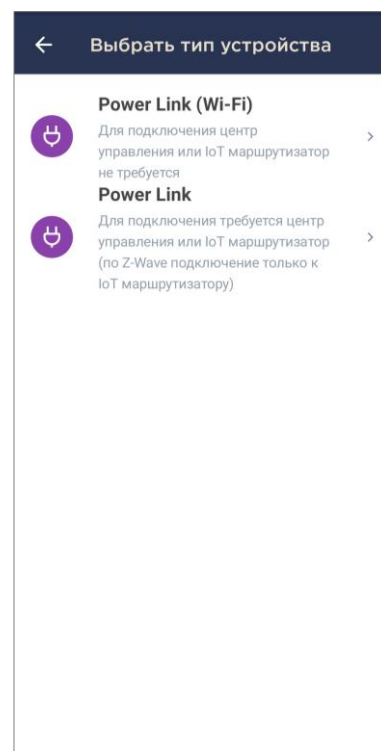 Выбрать тип устройства
Power Link (Wi-Fi)
Для подключения центр
управления или IoT маршрутизатор
не требуется
Power Link
Для подключения требуется центр
управления или IoT маршрутизатор
(по Z-Wave подключение только к
IoT маршрутизатору)